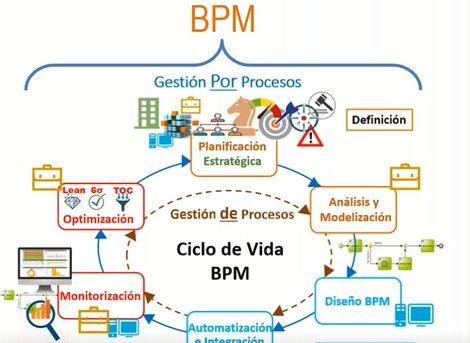 BPM
Gestión Por Procesos
Definición
Planificación
Estratégica
Lean 6σ TOC
Optimización
Gestión de Procesos
Análisis y
Modelización
Ciclo de Vida
BPM
Monitorización
Diseño BPM
Automatización
e Integración